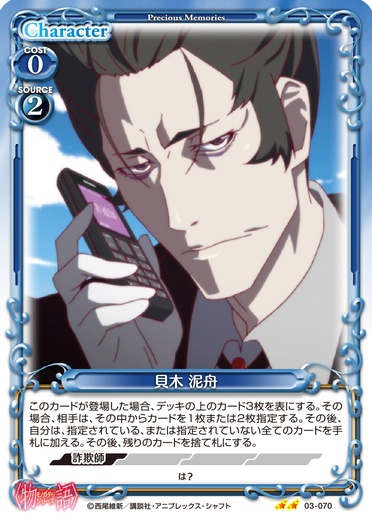 Precious Memories
Character
COST
0
SOURCE
2
貝木 泥舟
このカードが登場した場合、デッキの上のカード3枚を表にする。その
場合、相手は、その中からカードを1枚または2枚指定する。その後、
自分は、指定されている、または指定されていない全てのカードを手
札に加える。その後、残りのカードを捨て札にする。
詐欺師
は？
物語
©西尾維新／講談社・アニプレックス・シャフト
03-070